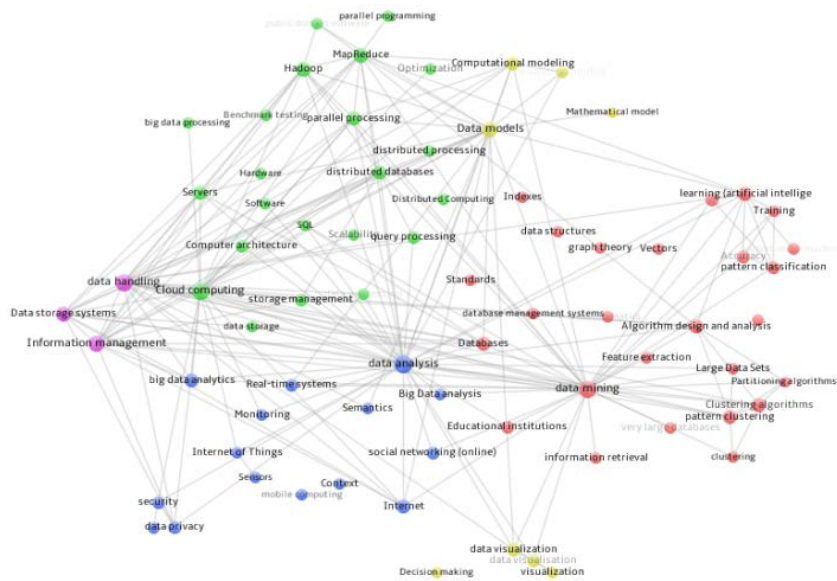 parallel programming
MapReduce
Hadoop
Optimization
Computational modeling
Benchmark testing
big data processing
parallel processing
Mathematical model
Data models
distributed processing
distributed databases
Hardware
Servers
Software
Distributed Computing
Indexes
learning (artificial intellige
Training
SQL
Scalability
query processing
data structures
Computer architecture
graph theory
Vectors
Accuracy
pattern classification
data handling
Cloud computing
Standards
storage management
Data storage systems
database management systems
data storage
Algorithm design and analysis
Information management
Databases
data analysis
Feature extraction
Large Data Sets
big data analytics
Real-time systems
Big Data analysis
data mining
Partitioning algorithms
Semantics
Clustering algorithms
Monitoring
pattern clustering
Educational institutions
very large databases
Internet of Things
social networking (online)
information retrieval
clustering
Sensors
Context
mobile computing
security
Internet
data privacy
data visualization
data visualisation
Decision making
visualization